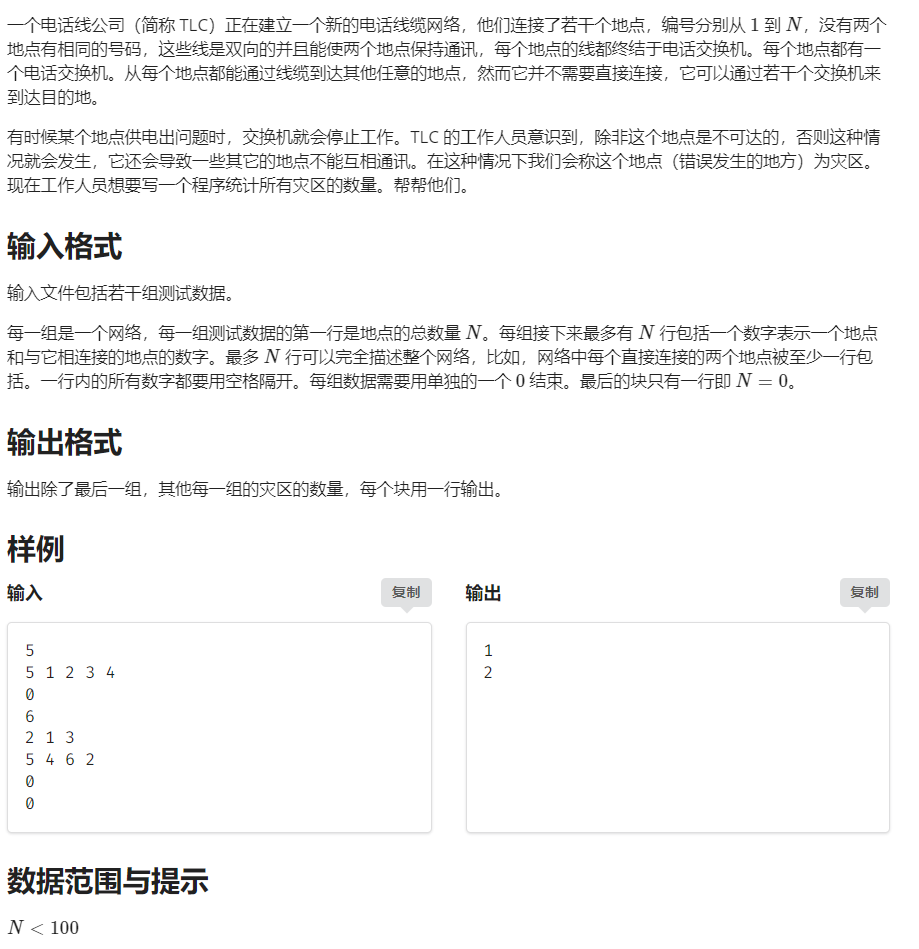 一个电话线公司（简称 TLC）正在建立一个新的电话线缆网络，他们连接了若干个地点，编号分别从 1 到 N，没有两个
地点有相同的号码，这些线是双向的并且能使两个地点保持通讯，每个地点的线都终结于电话交换机。每个地点都有一
个电话交换机。从每个地点都能通过线缆到达其他任意的地点，然而它并不需要直接连接，它可以通过若干个交换机来
到达目的地。
有时候某个地点供电出问题时，交换机就会停止工作。TLC 的工作人员意识到，除非这个地点是不可达的，否则这种情
况就会发生，它还会导致一些其它的地点不能互相通讯。在这种情况下我们会称这个地点（错误发生的地方）为灾区。
现在工作人员想要写一个程序统计所有灾区的数量。帮帮他们。
输入格式
输入文件包括若干组测试数据。
每一组是一个网络，每一组测试数据的第一行是地点的总数量 N。每组接下来最多有 N 行包括一个数字表示一个地点
和与它相连接的地点的数字。最多 N 行可以完全描述整个网络，比如，网络中每个直接连接的两个地点被至少一行包
括。一行内的所有数字都要用空格隔开。每组数据需要用单独的一个 0 结束。最后的块只有一行即 N = 0。
输出格式
输出除了最后一组，其他每一组的灾区的数量，每个块用一行输出。
样例
输入 复制
5
5 1 2 3 4
0
6
2 1 3
5 4 6 2
0
0
输出 复制
1
2
数据范围与提示
N < 100